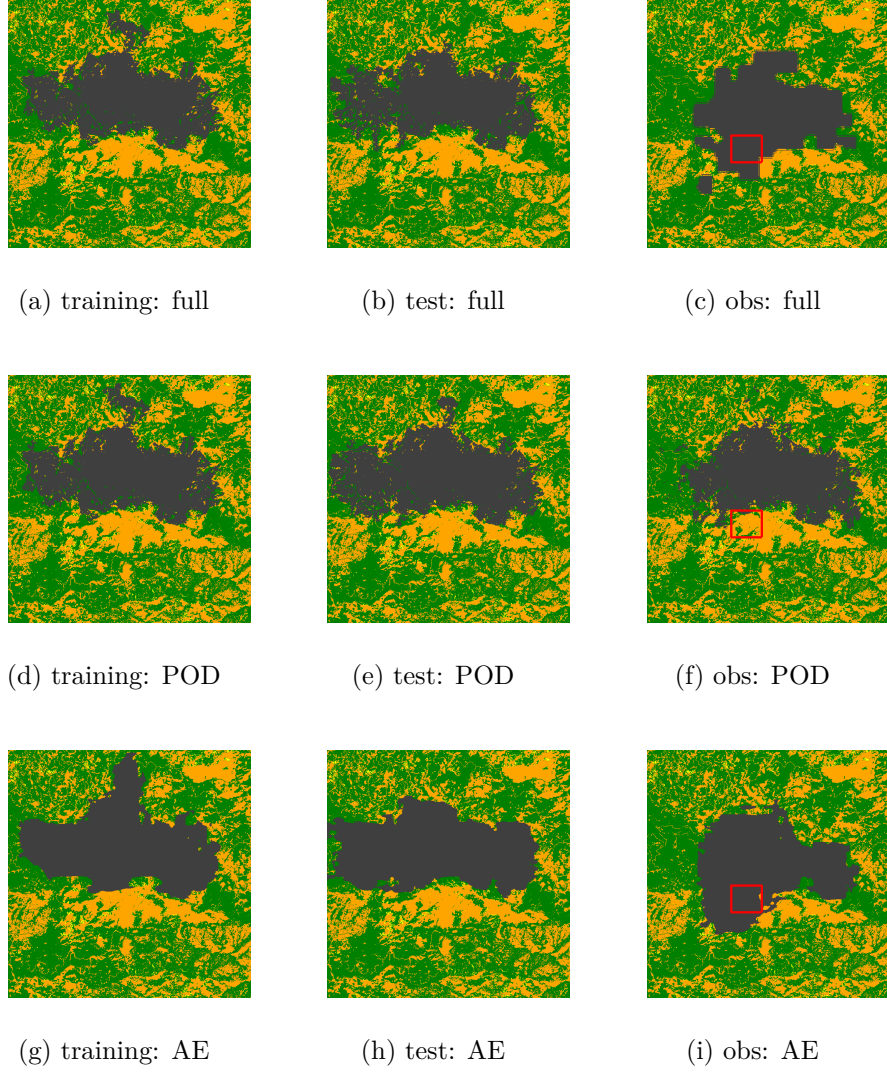 (a) training: full
(b) test: full
(c) obs: full
(d) training: POD
(e) test: POD
(f) obs: POD
(g) training: AE
(h) test: AE
(i) obs: AE